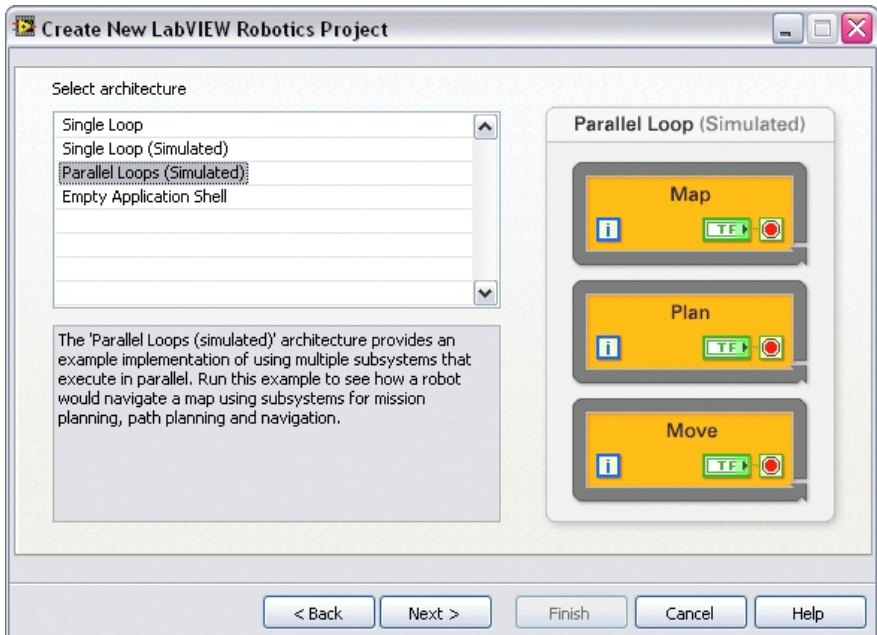 Create New LabVIEW Robotics Project
Select architecture
Single Loop
Single Loop (Simulated)
Parallel Loops (Simulated)
Empty Application Shell
The 'Parallel Loops (simulated)' architecture provides an
example implementation of using multiple subsystems that
execute in parallel. Run this example to see how a robot
would navigate a map using subsystems for mission
planning, path planning and navigation.
Parallel Loop (Simulated)
Map
i
TF
Plan
i
TF
Move
i
TF
< Back
Next >
Finish
Cancel
Help